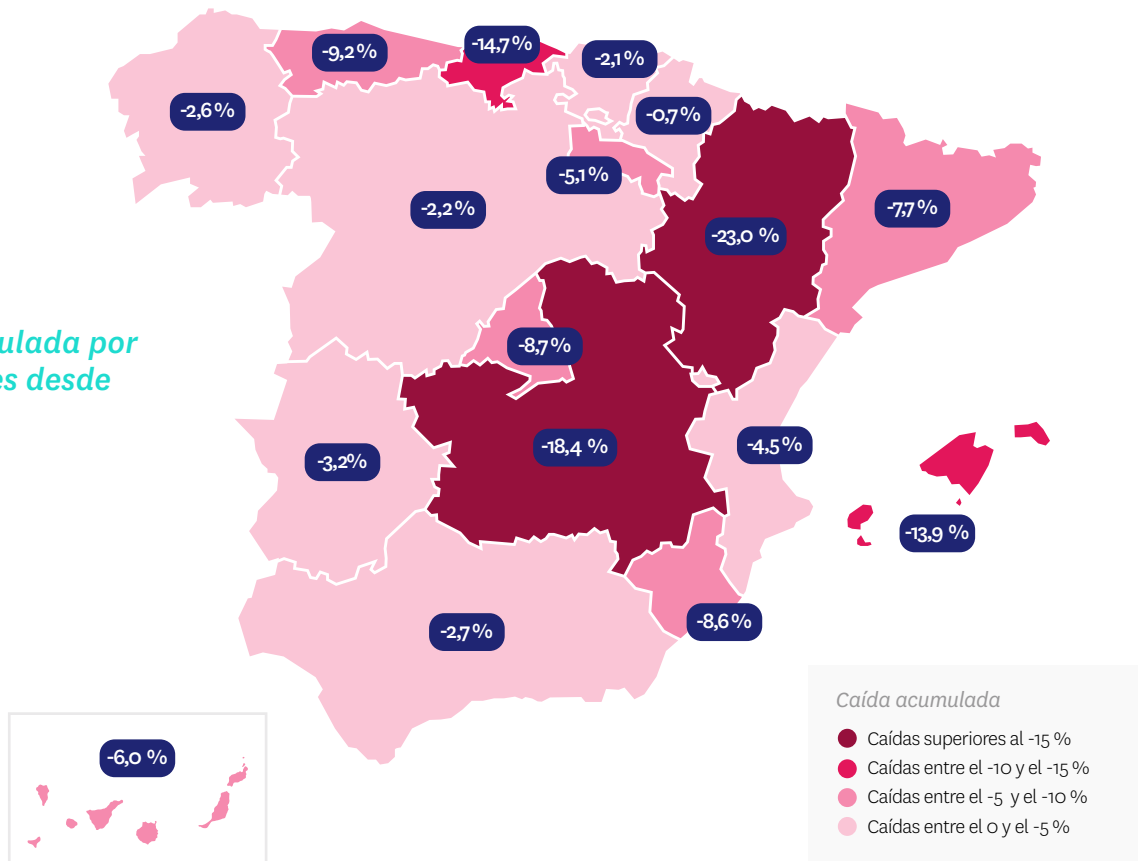 -9,2 %
-14,7 %
-2,1 %
-2,6 %
-0,7 %
-5,1 %
-2,2 %
-7,7 %
-23,0 %
ulada por
es desde
-8,7 %
-18,4 %
-4,5 %
-3,2%
-13,9 %
-8,6 %
-2,7 %
-6,0 %
Caída acumulada
Caídas superiores al -15 %
Caídas entre el -10 y el -15 %
Caídas entre el -5 y el -10 %
Caídas entre el 0 y el -5 %